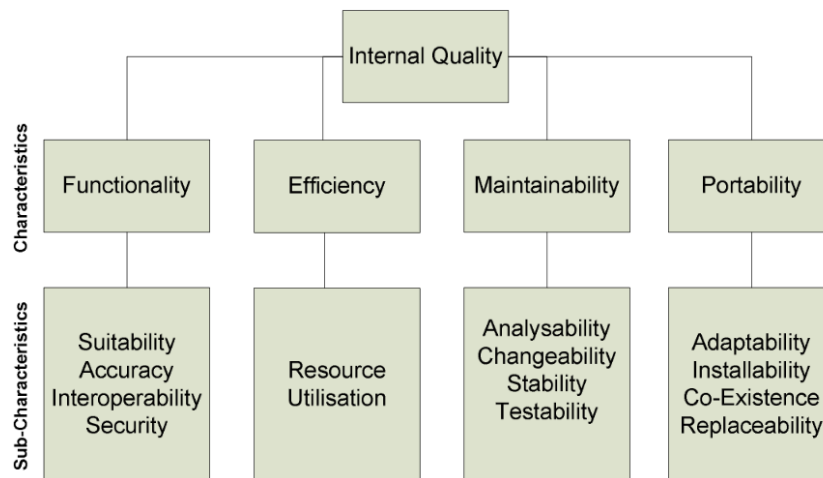 Internal Quality
Characteristics
Functionality
Efficiency
Maintainability
Portability
Sub-Characteristics
Suitability
Accuracy
Interoperability
Security
Resource
Utilisation
Analysability
Changeability
Stability
Testability
Adaptability
Installability
Co-Existence
Replaceability